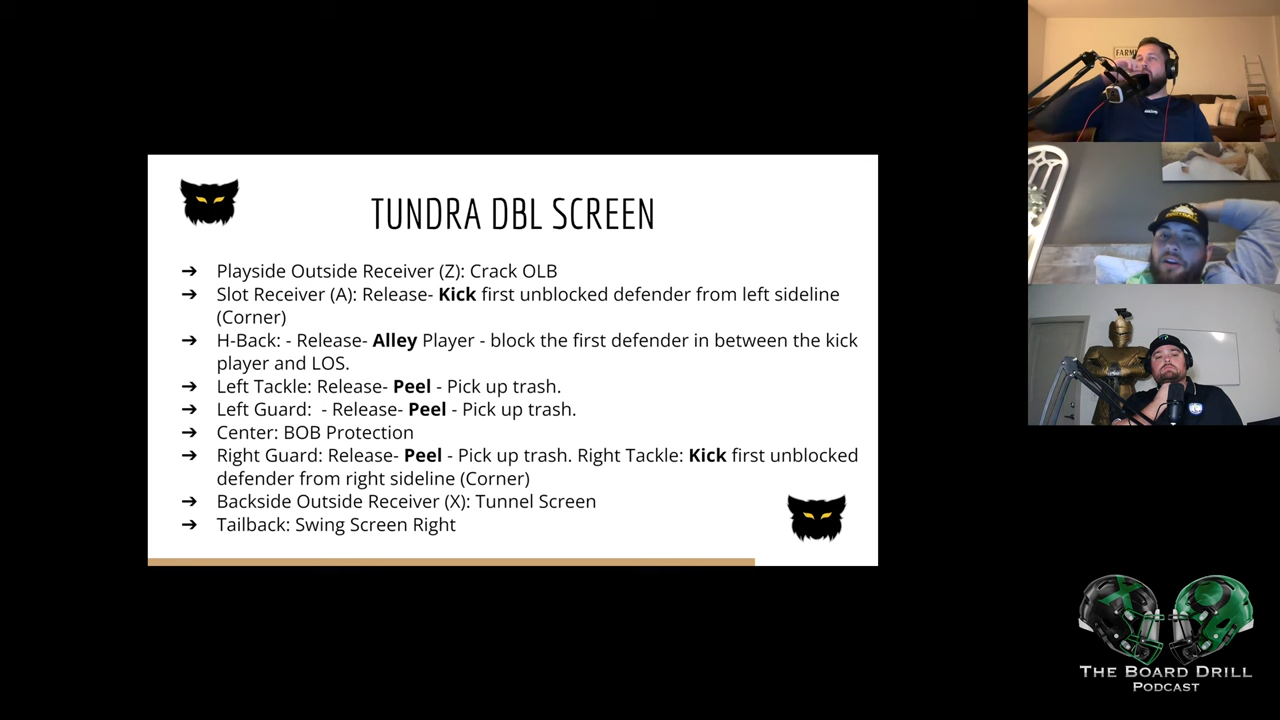 TUNDRA DBL SCREEN
➔ Playside Outside Receiver (Z): Crack OLB
➔ Slot Receiver (A): Release- Kick first unblocked defender from left sideline
(Corner)
➔ H-Back: - Release- Alley Player - block the first defender in between the kick
player and LOS.
➔ Left Tackle: Release- Peel - Pick up trash.
➔ Left Guard:  - Release- Peel - Pick up trash.
➔ Center: BOB Protection
➔ Right Guard: Release- Peel - Pick up trash. Right Tackle: Kick first unblocked
defender from right sideline (Corner)
➔ Backside Outside Receiver (X): Tunnel Screen
➔ Tailback: Swing Screen Right
THE BOARD DRILL
PODCAST